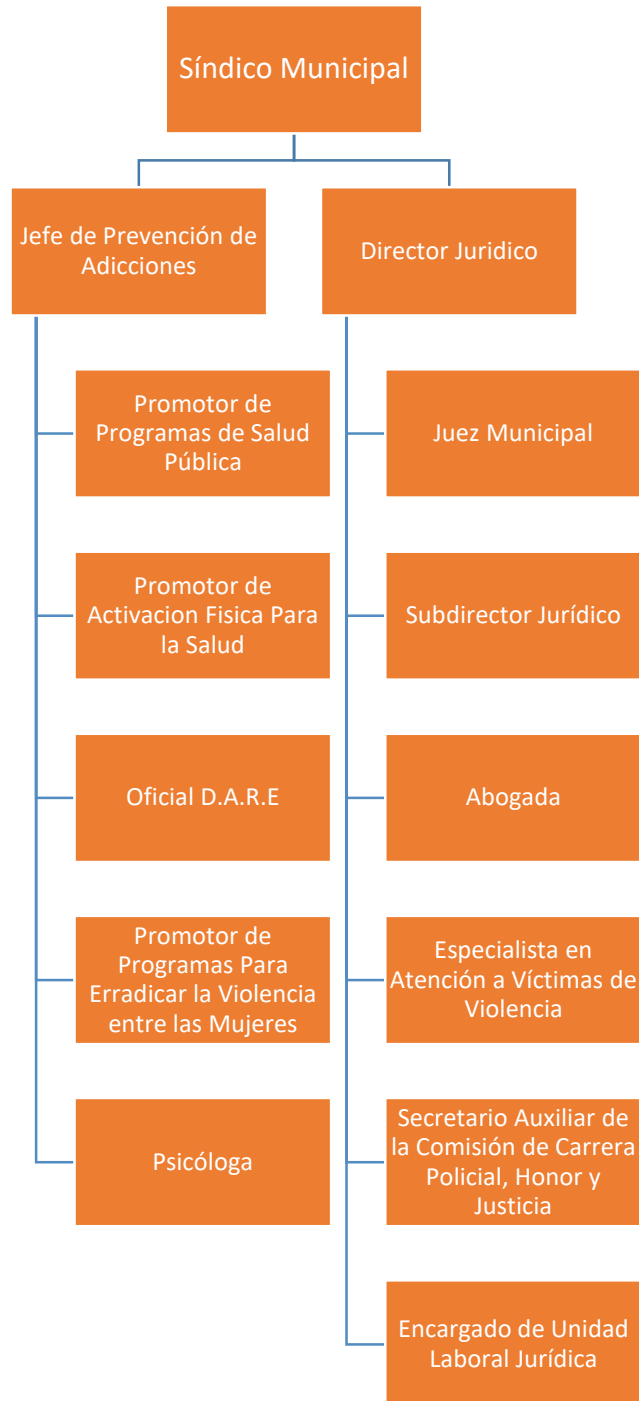 Síndico Municipal
Jefe de Prevención de
Adicciones
Director Juridico
Promotor de
Programas de Salud
Pública
Juez Municipal
Promotor de
Activacion Fisica Para
la Salud
Subdirector Jurídico
Oficial D.A.R.E
Abogada
Promotor de
Programas Para
Erradicar la Violencia
entre las Mujeres
Especialista en
Atención a Víctimas de
Violencia
Psicóloga
Secretario Auxiliar de
la Comisión de Carrera
Policial, Honor y
Justicia
Encargado de Unidad
Laboral Jurídica